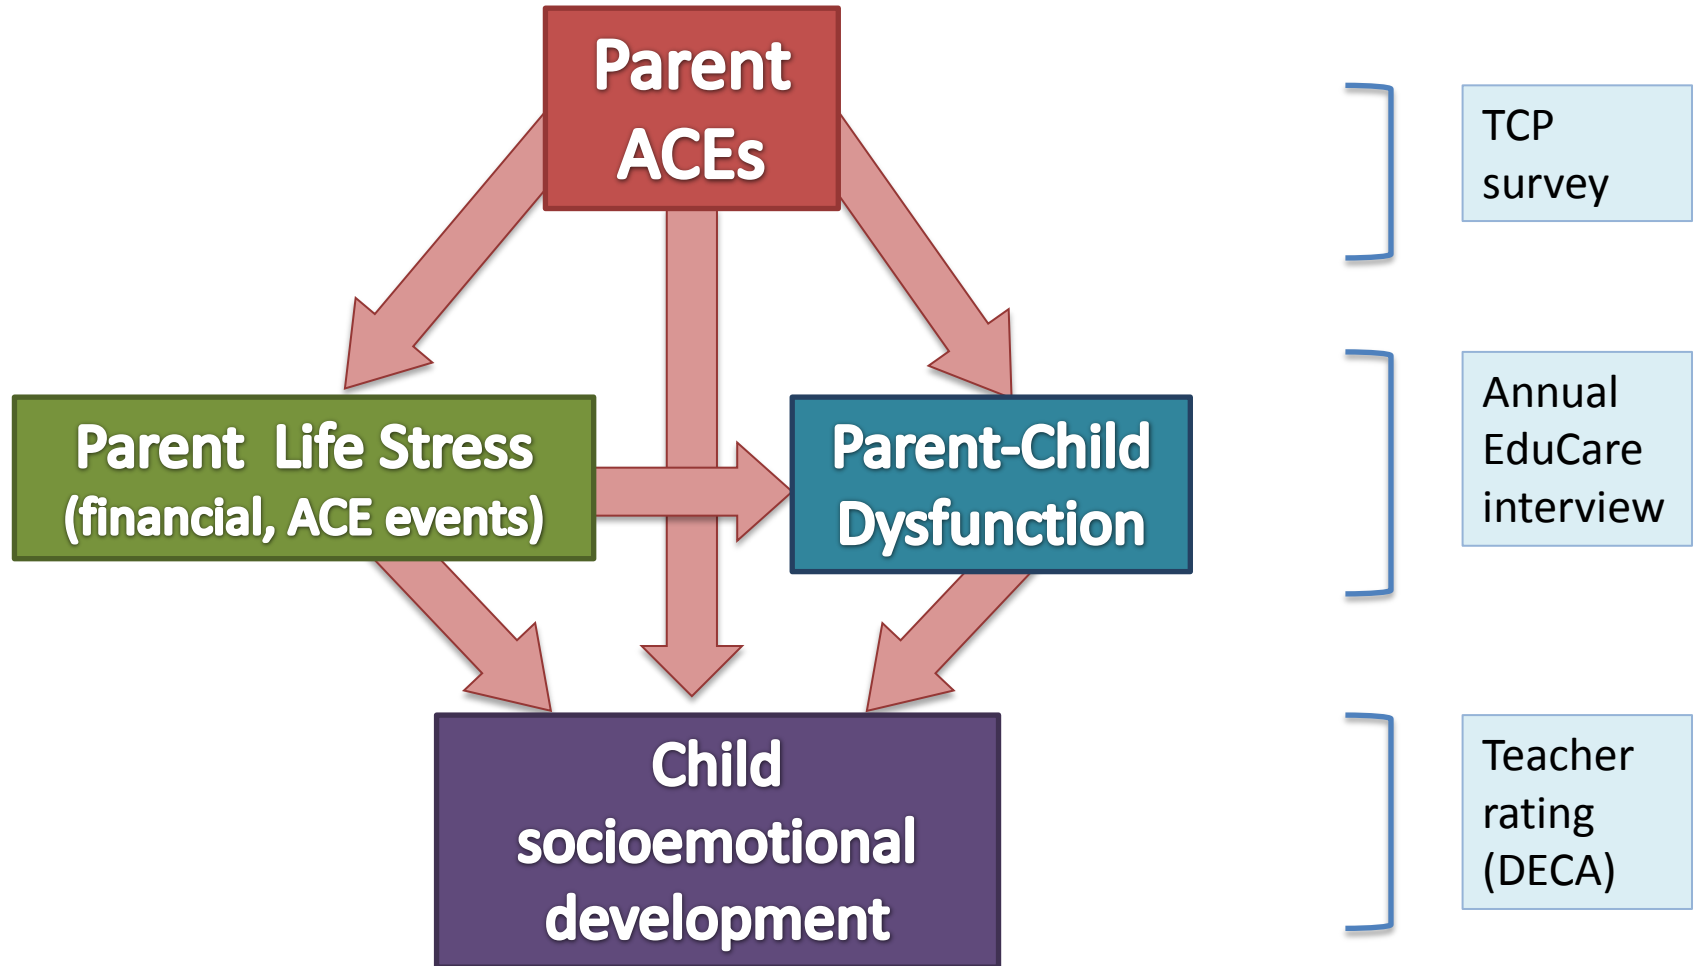 Parent
ACEs
TCP
survey
Parent  Life Stress
(financial, ACE events)
Parent-Child
Dysfunction
Annual
EduCare
interview
Child
socioemotional
development
Teacher
rating
(DECA)